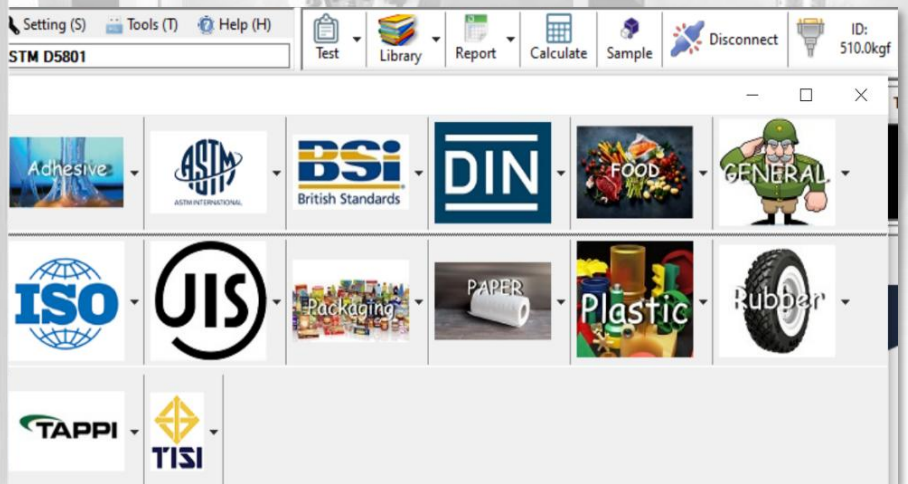 Setting (S) Tools (T) Help (H)
STM D5801
Test
Library
Report
Calculate
Sample
Disconnect
ID:
510.0kgf
Adhesive
ASTM
ASTM INTERNATIONAL
BSi
British Standards
DIN
FOOD
GENERAL
ISO
JIS
Packaging
PAPER
Plastic
Rubber
TAPPI
TISI